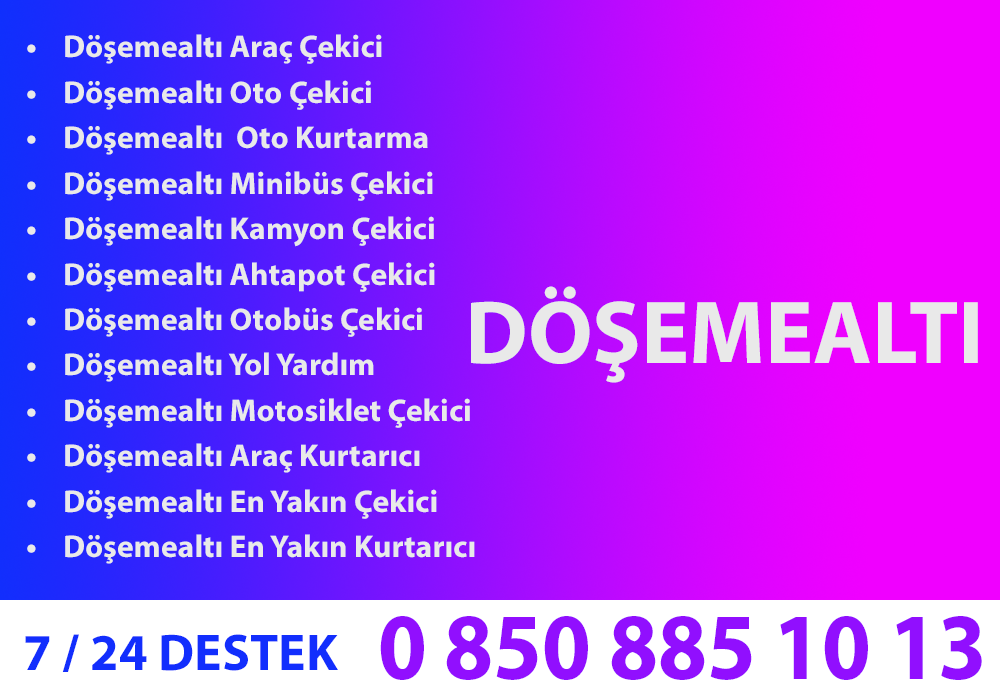 • Döşemealtı Araç Çekici
• Döşemealtı Oto Çekici
• Döşemealtı  Oto Kurtarma
• Döşemealtı Minibüs Çekici
• Döşemealtı Kamyon Çekici
• Döşemealtı Ahtapot Çekici
• Döşemealtı Otobüs Çekici
• Döşemealtı Yol Yardım
• Döşemealtı Motosiklet Çekici
• Döşemealtı Araç Kurtarıcı
• Döşemealtı En Yakın Çekici
• Döşemealtı En Yakın Kurtarıcı
DÖŞEMEALTI
7 / 24 DESTEK 0 850 885 10 13